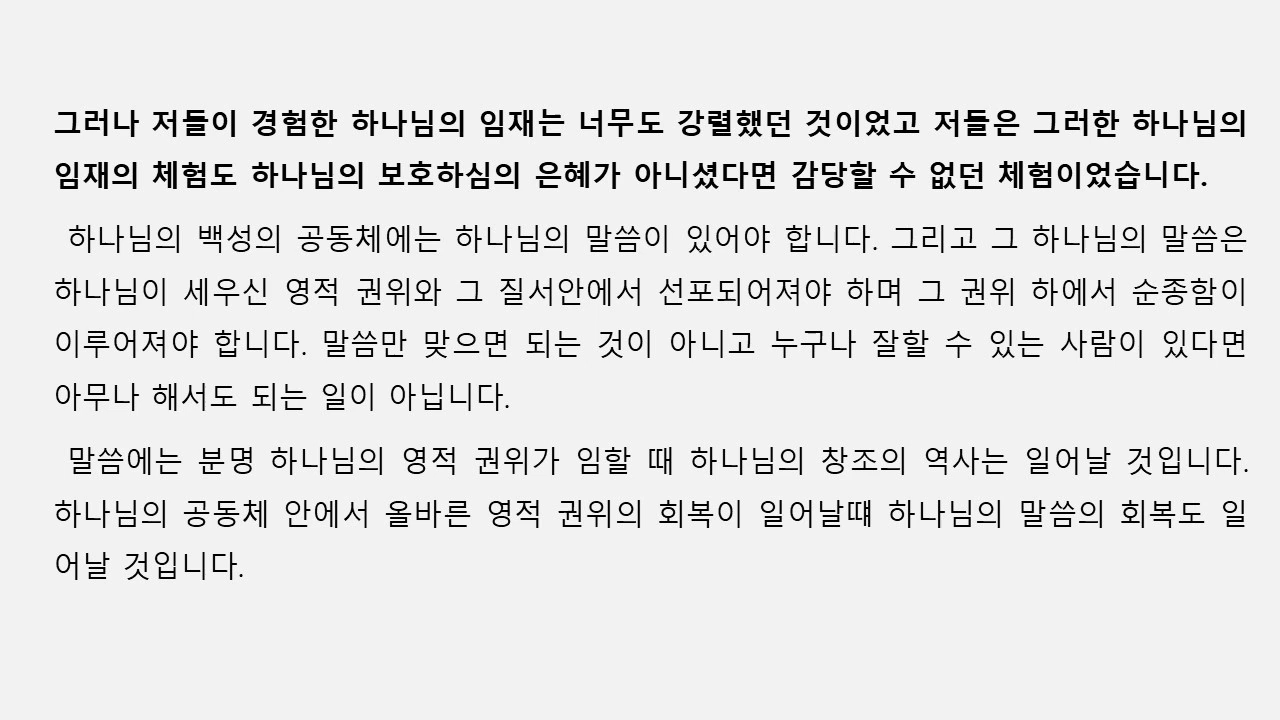 그러나 저들이 경험한 하나님의 임재는 너무도 강렬했던 것이었고 저들은 그러한 하나님의
임재의 체험도 하나님의 보호하심의 은혜가 아니셨다면 감당할 수 없던 체험이었습니다.
하나님의 백성의 공동체에는 하나님의 말씀이 있어야 합니다. 그리고 그 하나님의 말씀은
하나님이 세우신 영적 권위와 그 질서안에서 선포되어져야 하며 그 권위 하에서 순종함이
이루어져야 합니다. 말씀만 맞으면 되는 것이 아니고 누구나 잘할 수 있는 사람이 있다면
아무나 해서도 되는 일이 아닙니다.
말씀에는 분명 하나님의 영적 권위가 임할 때 하나님의 창조의 역사는 일어날 것입니다.
하나님의 공동체 안에서 올바른 영적 권위의 회복이 일어날떄 하나님의 말씀의 회복도 일
어날 것입니다.